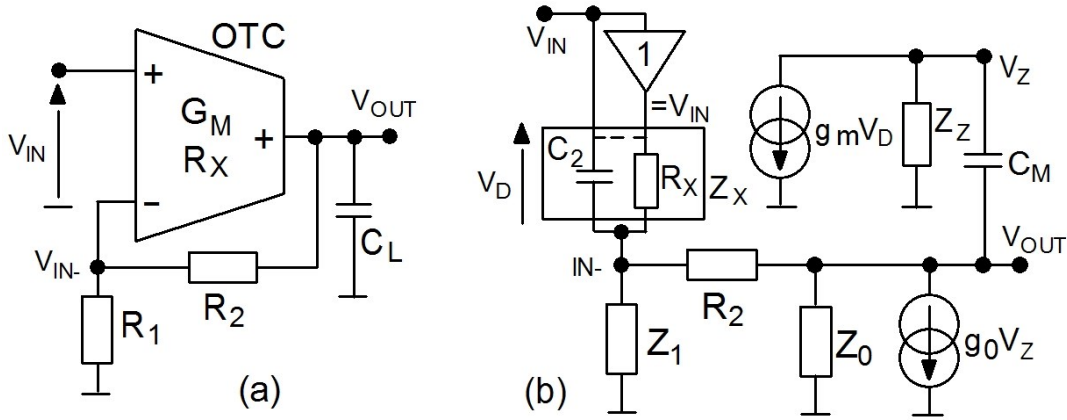 OTC
V_IN
+
G_M
R_X
+
−
V_OUT
V_IN-
R_1
R_2
C_L
(a)
V_IN
1
=V_IN
V_D
C_2
R_X
Z_X
g_mV_D
Z_Z
V_Z
C_M
V_OUT
IN-
R_2
Z_1
Z_0
g_0V_Z
(b)